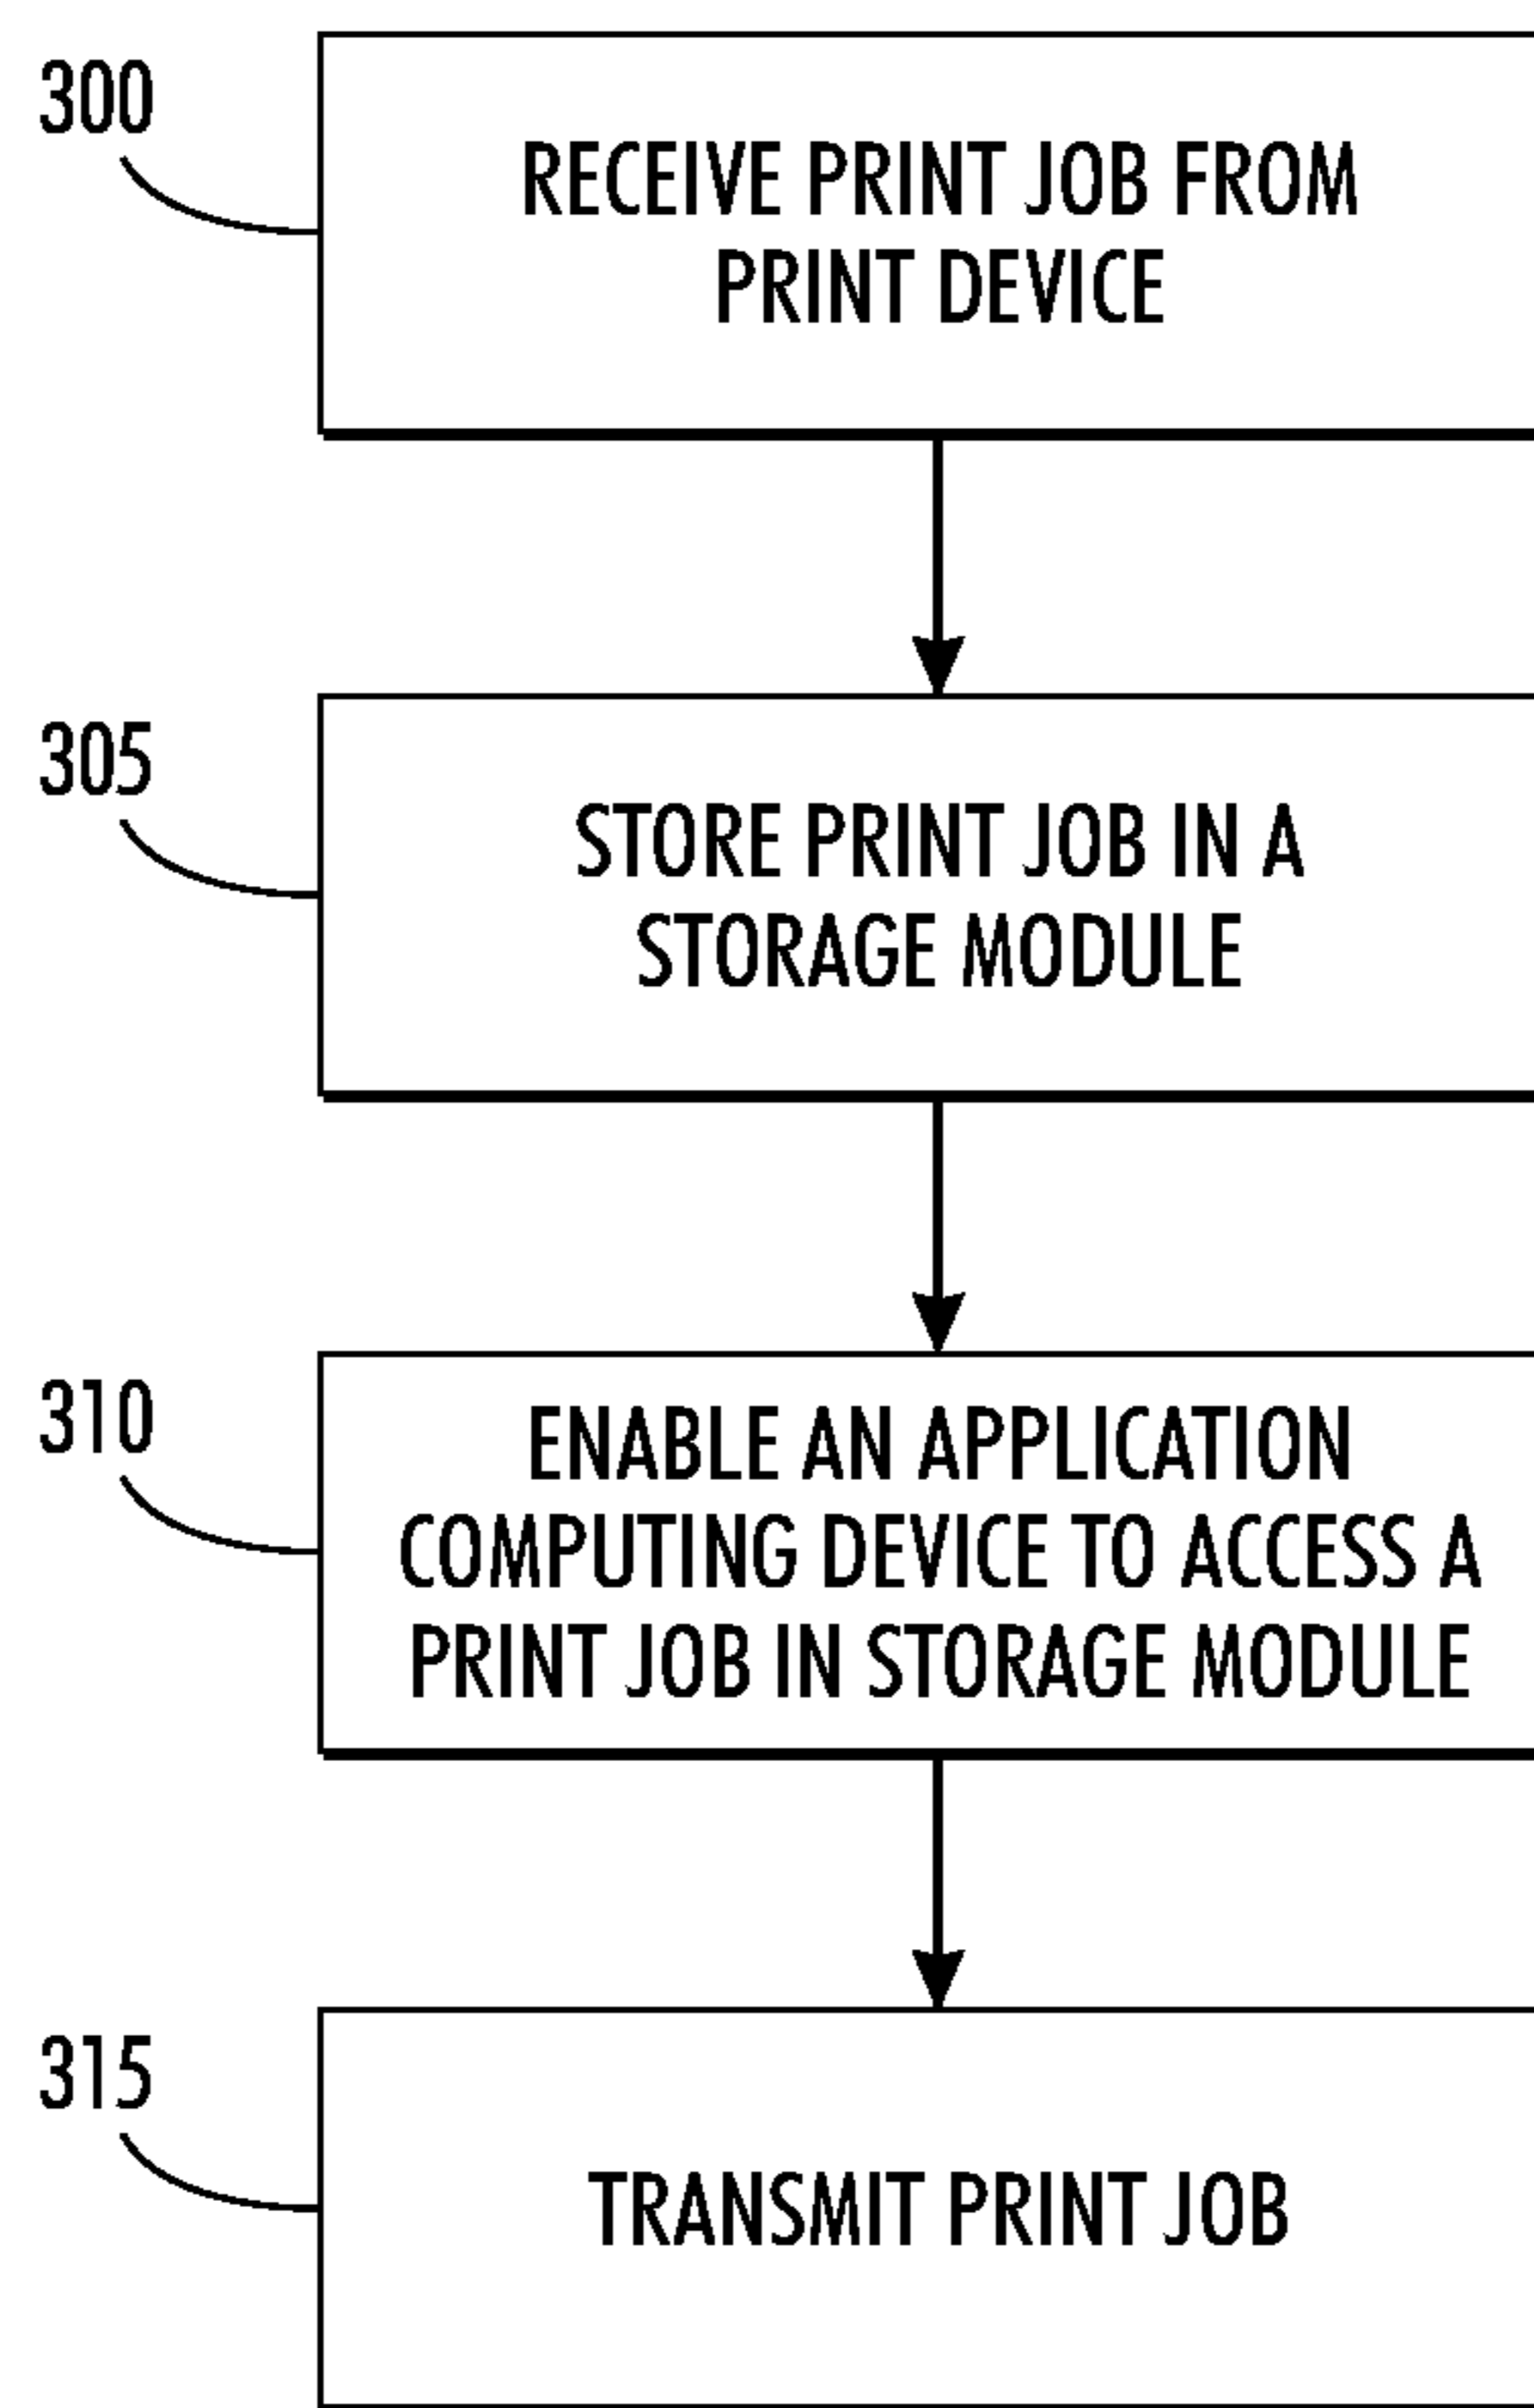 300
RECEIVE PRINT JOB FROM
PRINT DEVICE
305
STORE PRINT JOB IN A
STORAGE MODULE
310
ENABLE AN APPLICATION
COMPUTING DEVICE TO ACCESS A
PRINT JOB IN STORAGE MODULE
315
TRANSMIT PRINT JOB